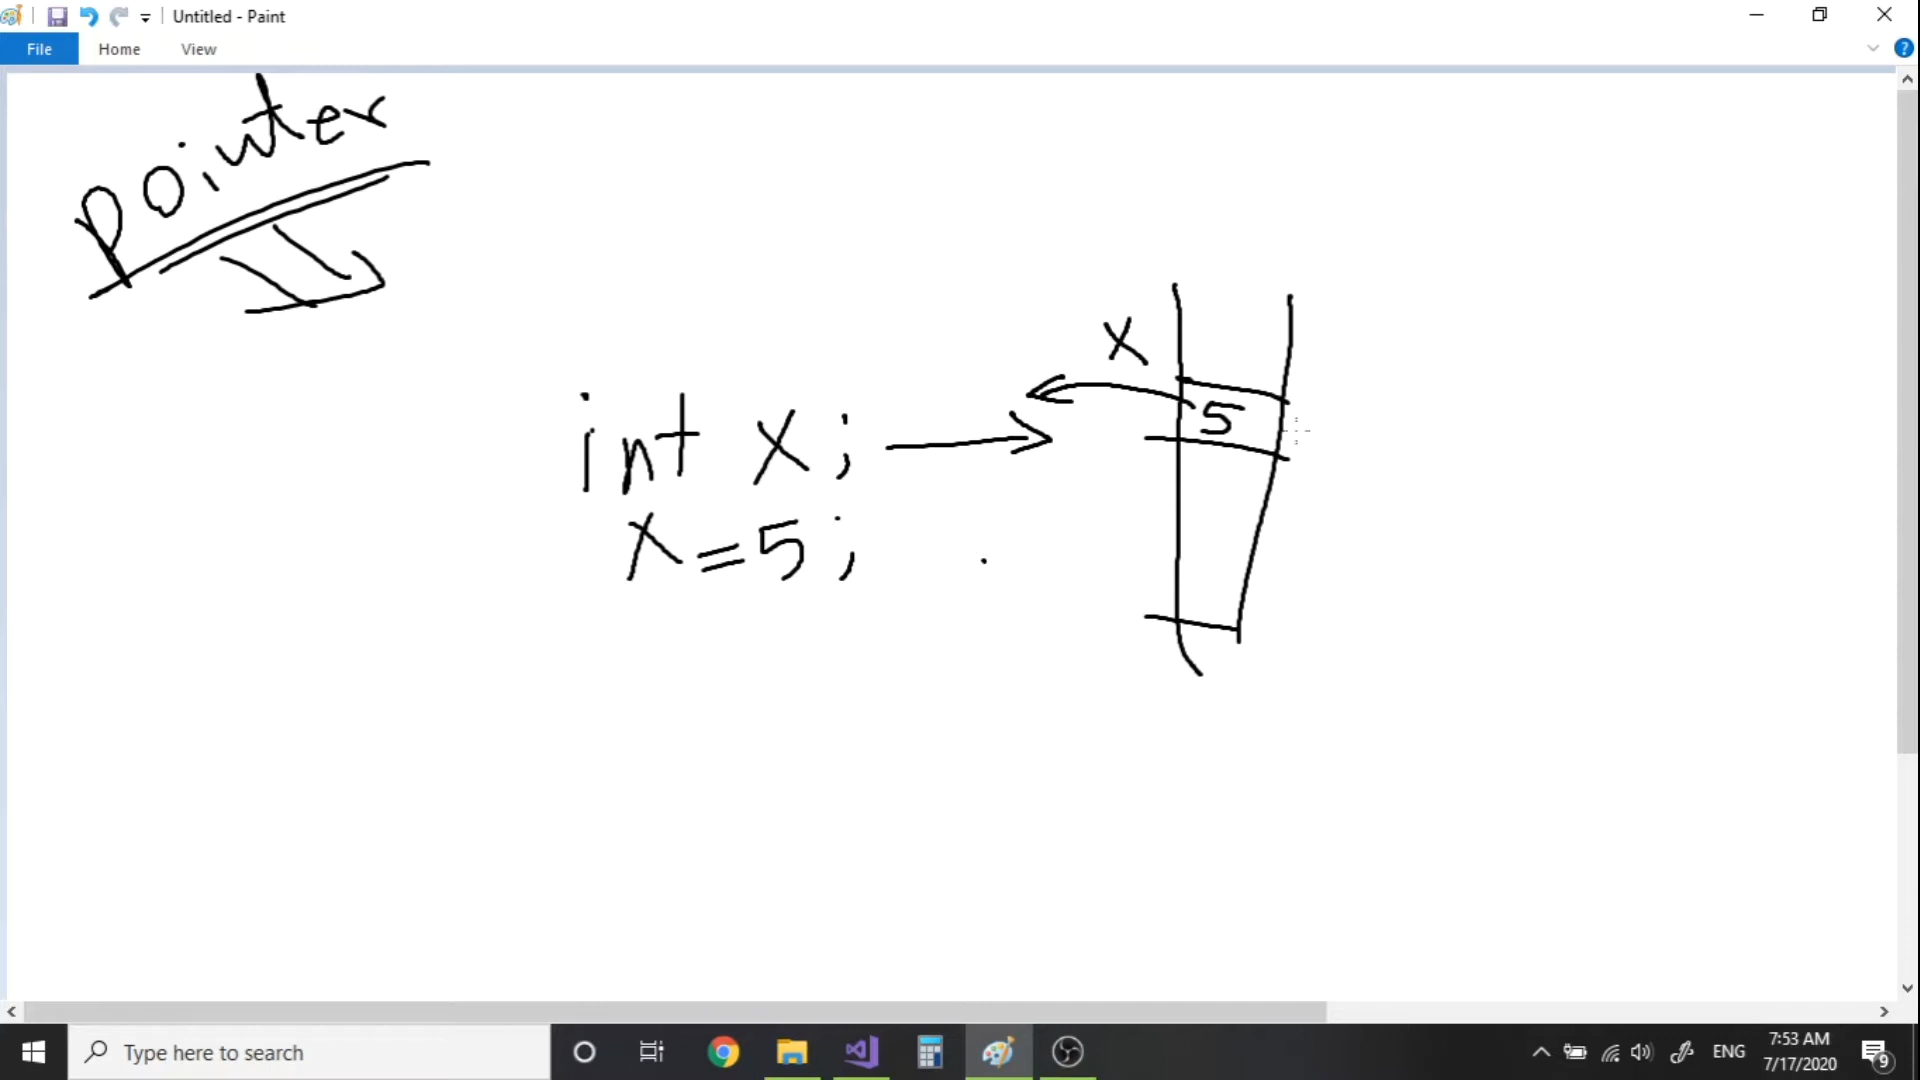 Untitled - Paint
File Home View
pointer
int x;
x=5;
x
5
Type here to search
ENG
7:53 AM
7/17/2020
9